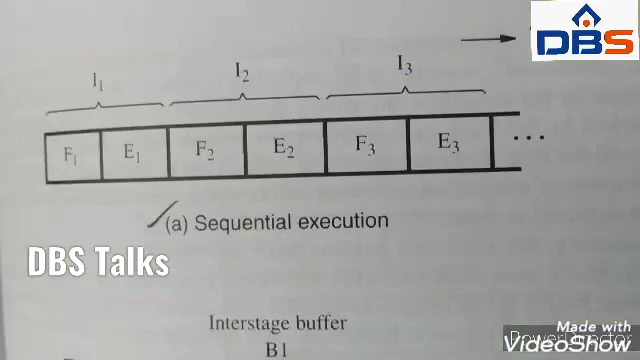 DBS
I1 I2 I3
F1 E1 F2 E2 F3 E3 ...
(a) Sequential execution
DBS Talks
Interstage buffer
B1
Made with
VideoShow